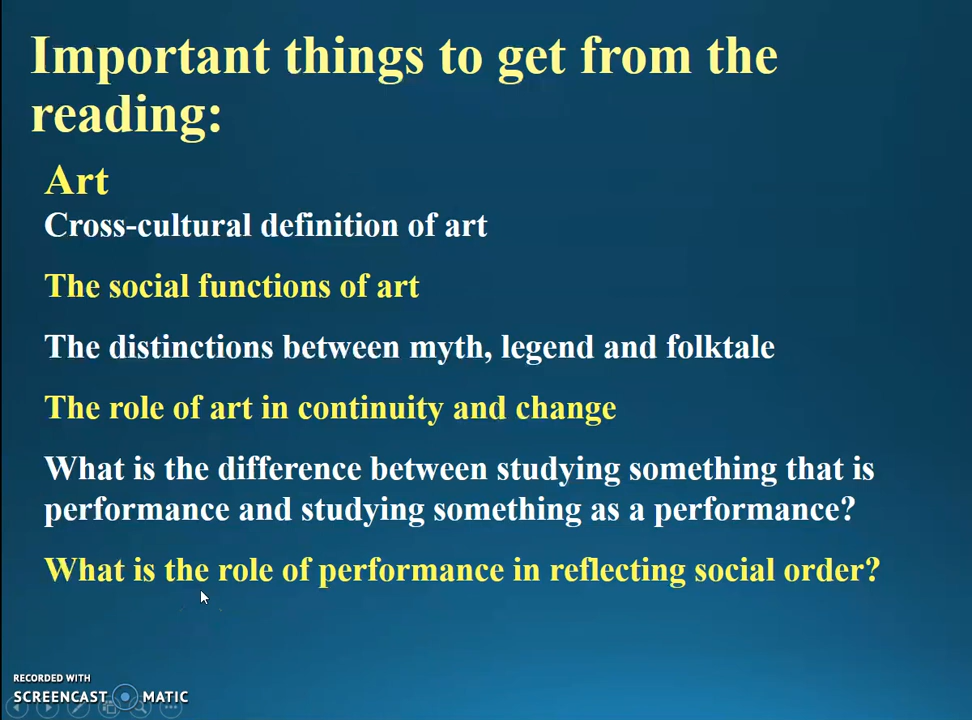 Important things to get from the
reading:
Art
Cross-cultural definition of art
The social functions of art
The distinctions between myth, legend and folktale
The role of art in continuity and change
What is the difference between studying something that is
performance and studying something as a performance?
What is the role of performance in reflecting social order?
RECORDED WITH
SCREENCAST MATIC